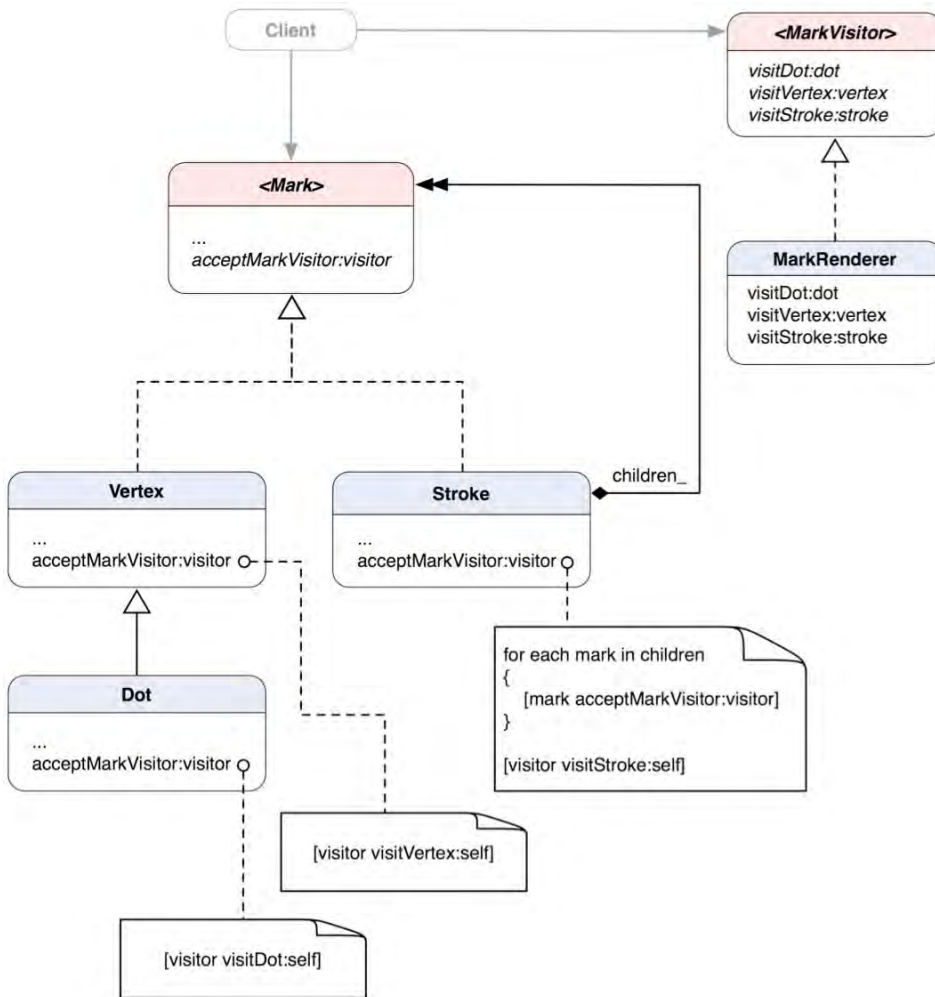 Client
<MarkVisitor>
visitDot:dot
visitVertex:vertex
visitStroke:stroke
<Mark>
...
acceptMarkVisitor:visitor
MarkRenderer
visitDot:dot
visitVertex:vertex
visitStroke:stroke
children_
Vertex
...
acceptMarkVisitor:visitor
Stroke
...
acceptMarkVisitor:visitor
for each mark in children
{
[mark acceptMarkVisitor:visitor]
}
[visitor visitStroke:self]
Dot
...
acceptMarkVisitor:visitor
[visitor visitVertex:self]
[visitor visitDot:self]